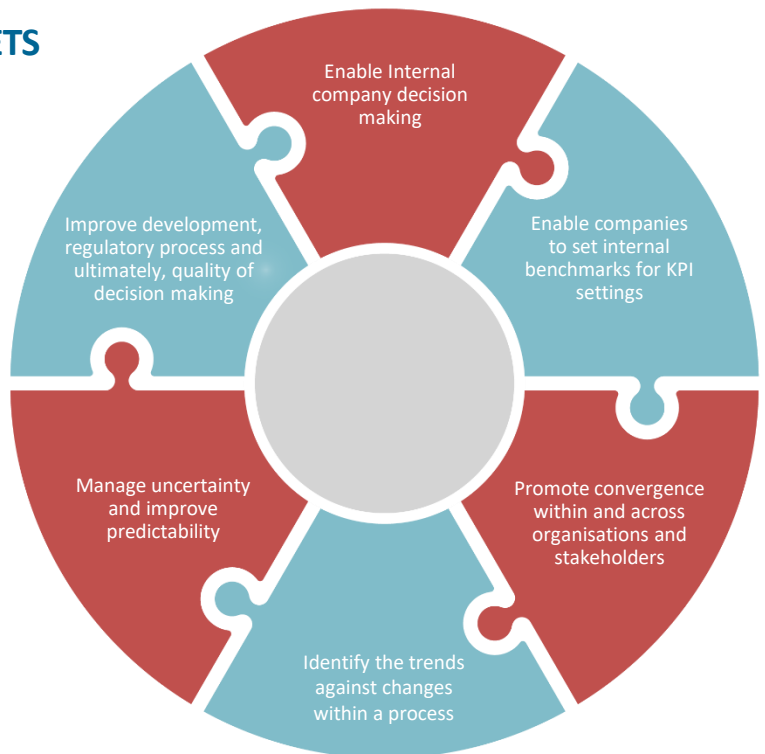 ETS
Enable Internal
company decision
making
Enable companies
to set internal
benchmarks for KPI
settings
Promote convergence
within and across
organisations and
stakeholders
Identify the trends
against changes
within a process
Manage uncertainty
and improve
predictability
Improve development,
regulatory process and
ultimately, quality of
decision making